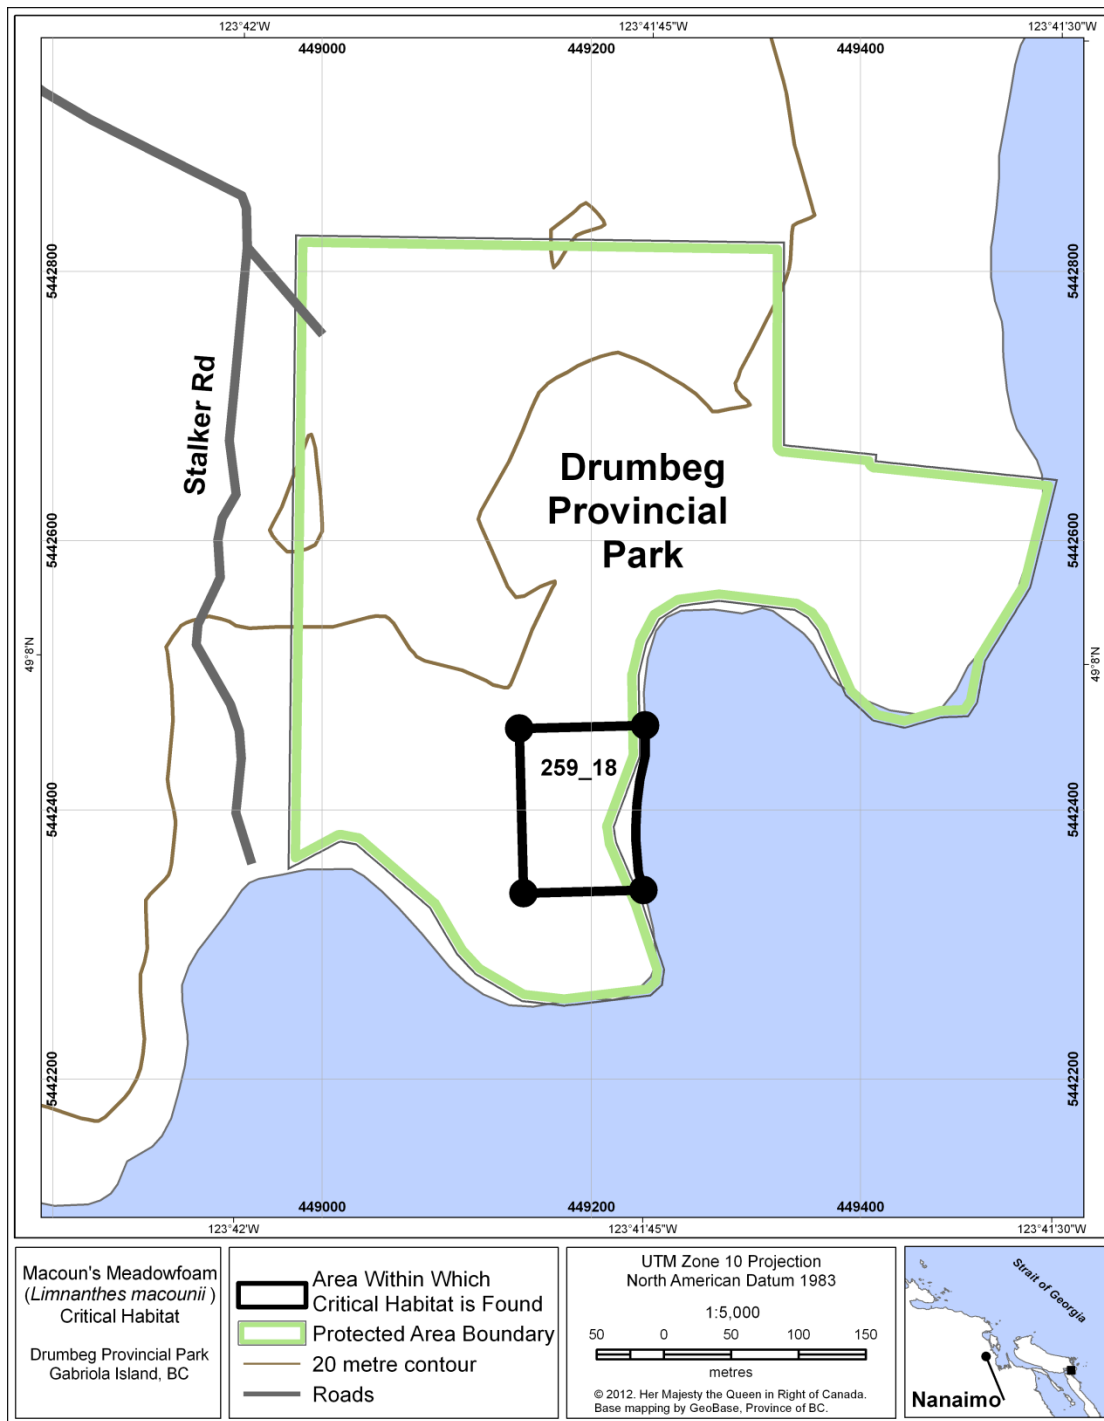 123°42'W 123°41'45"W 123°41'30"W
449000 449200 449400
5442800 5442800
Stalker Rd
Drumbeg
Provincial
Park
5442600 5442600
49°8'N 49°8'N
259_18
5442400 5442400
5442200 5442200
449000 449200 449400
123°42'W 123°41'45"W 123°41'30"W
Macoun's Meadowfoam
(Limnanthes macounii )
Critical Habitat
Drumbeg Provincial Park
Gabriola Island, BC
Area Within Which
Critical Habitat is Found
Protected Area Boundary
20 metre contour
Roads
UTM Zone 10 Projection
North American Datum 1983
1:5,000
50 0 50 100 150
metres
© 2012. Her Majesty the Queen in Right of Canada.
Base mapping by GeoBase, Province of BC.
Strait of Georgia
Nanaimo